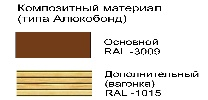 Композитный материал
(типа Алюкобонд)
Основной
RAL -3009
Дополнительный
(вагонка)
RAL -1015